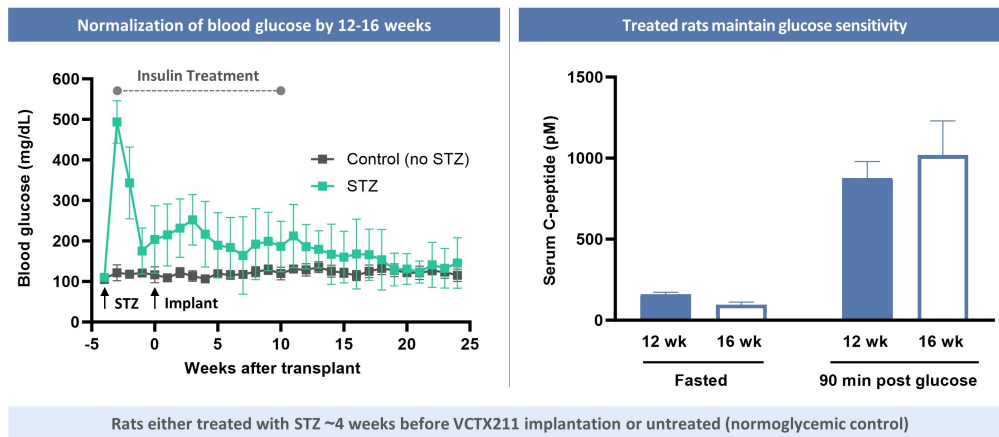 Normalization of blood glucose by 12-16 weeks
Treated rats maintain glucose sensitivity
Blood glucose (mg/dL)
600
500
400
300
200
100
0
Insulin Treatment
Control (no STZ)
STZ
STZ
Implant
-5
0
5
10
15
20
25
Weeks after transplant
Serum C-peptide (pM)
1500
1000
500
0
12 wk
16 wk
12 wk
16 wk
Fasted
90 min post glucose
Rats either treated with STZ ~4 weeks before VCTX211 implantation or untreated (normoglycemic control)